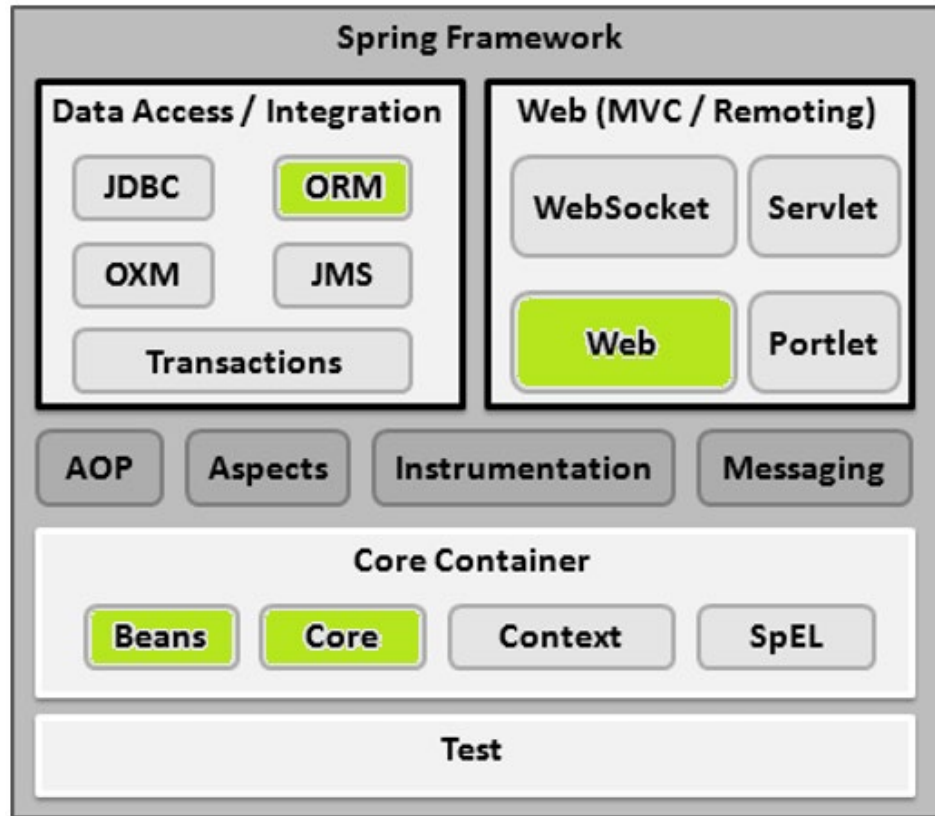 Spring Framework
Data Access / Integration
JDBC
ORM
OXM
JMS
Transactions
Web (MVC / Remoting)
WebSocket
Servlet
Web
Portlet
AOP
Aspects
Instrumentation
Messaging
Core Container
Beans
Core
Context
SpEL
Test